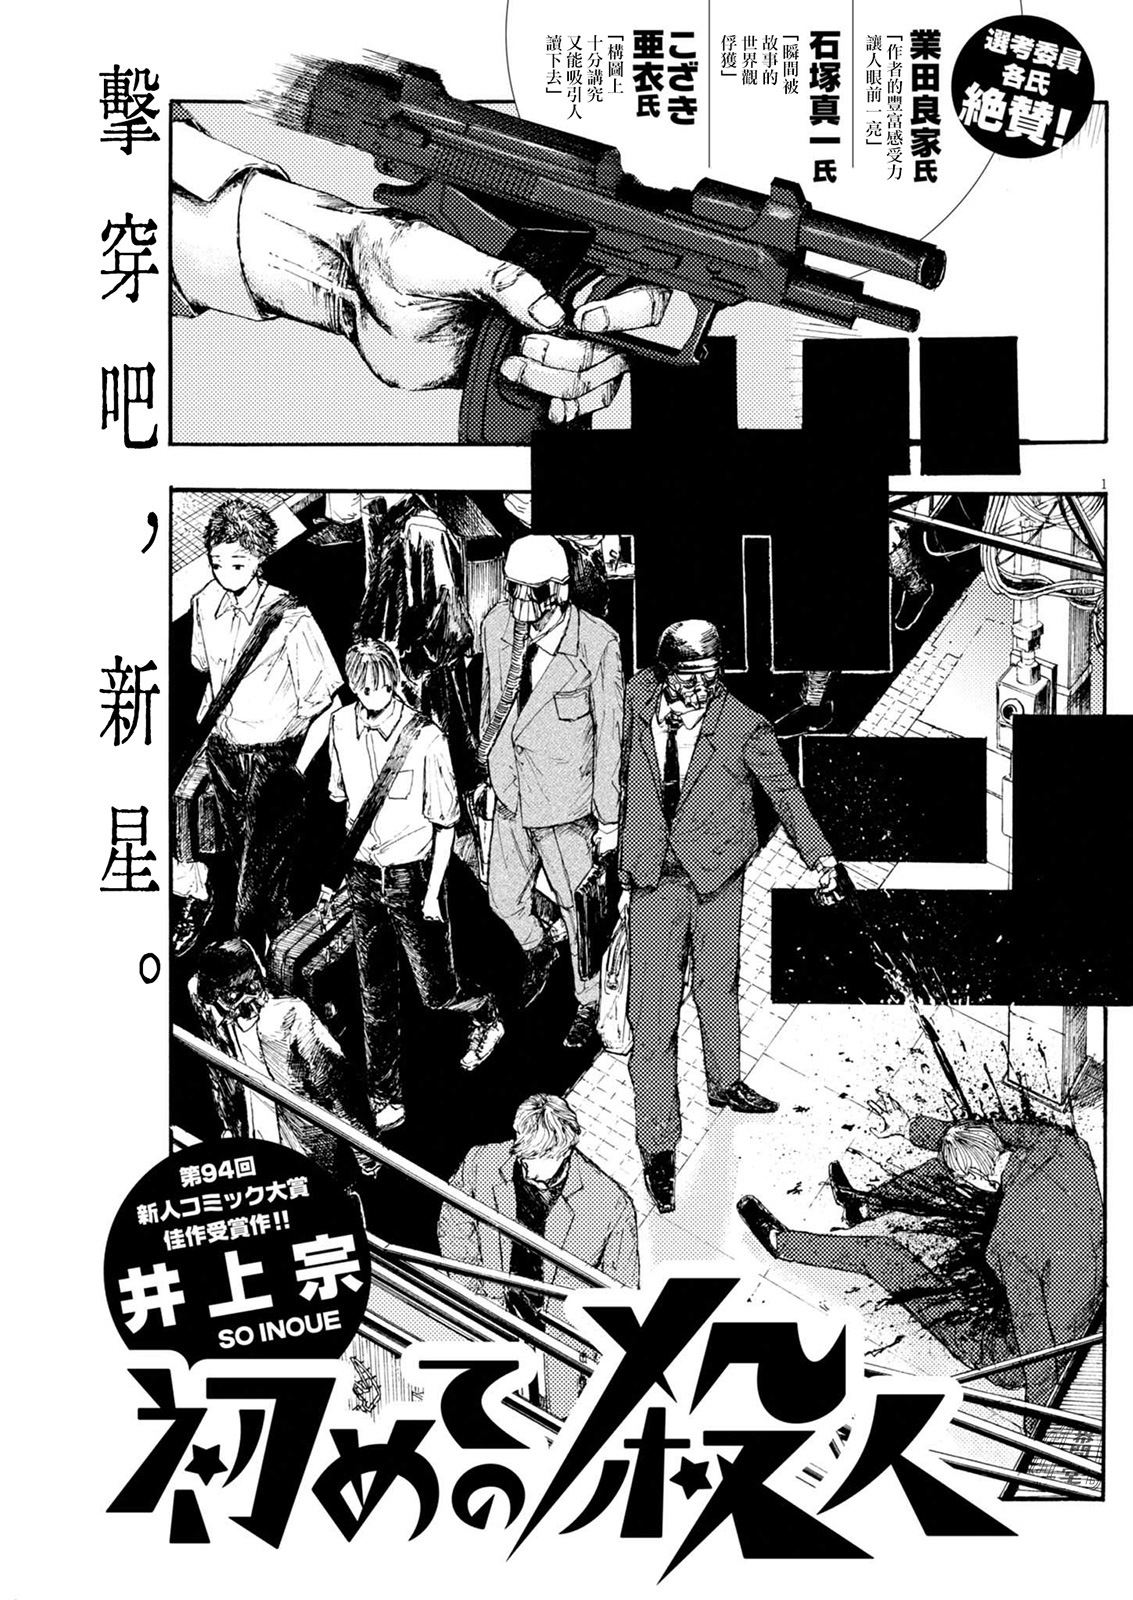 選考委員
各氏
絶賛!
業田良家氏
「作者的豐富感受力
讓人眼前一亮」
石塚真一氏
「瞬間被
故事的
世界觀
俘獲」
こざき
亜衣氏
「構圖上
十分講究
又能吸引人
讀下去」
擊穿吧，新星。
1
第94回
新人コミック大賞
佳作受賞作!!
井上宗
SO INOUE
初めての殺人